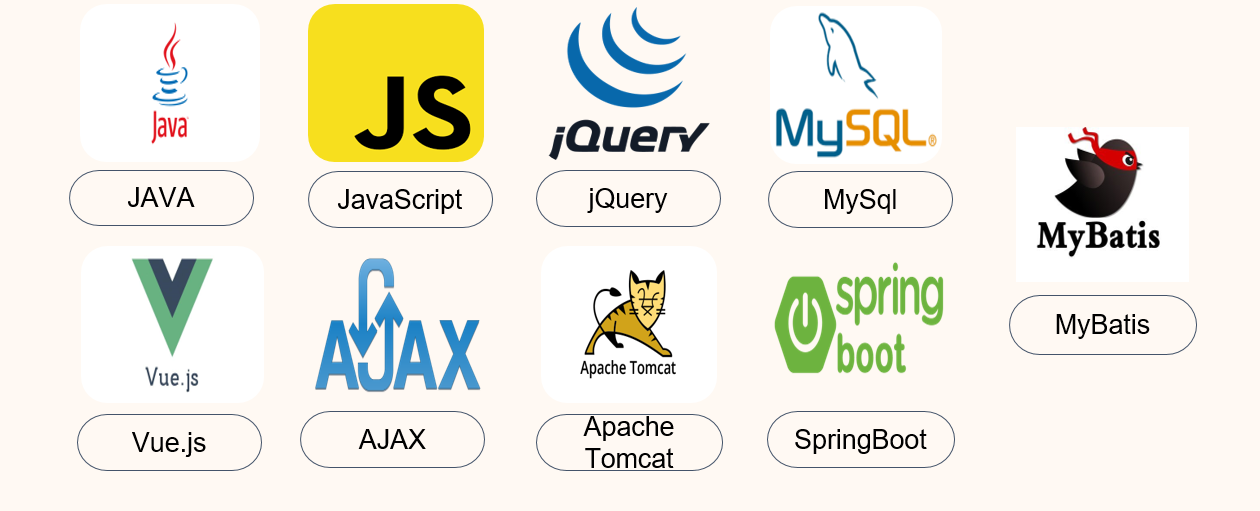 Java
JS
jQuery
MySQL®
JAVA
JavaScript
jQuery
MySql
MyBatis
MyBatis
Vue.js
AJAX
Apache Tomcat
spring
boot
Vue.js
AJAX
Apache
Tomcat
SpringBoot